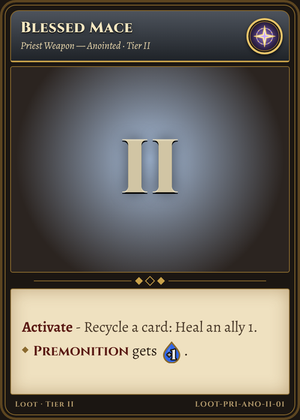 Blessed Mace
Priest Weapon — Anointed · Tier II
II
Activate - Recycle a card: Heal an ally 1.
Premonition gets -1 .
Loot · Tier II
LOOT-PRI-ANO-II-01